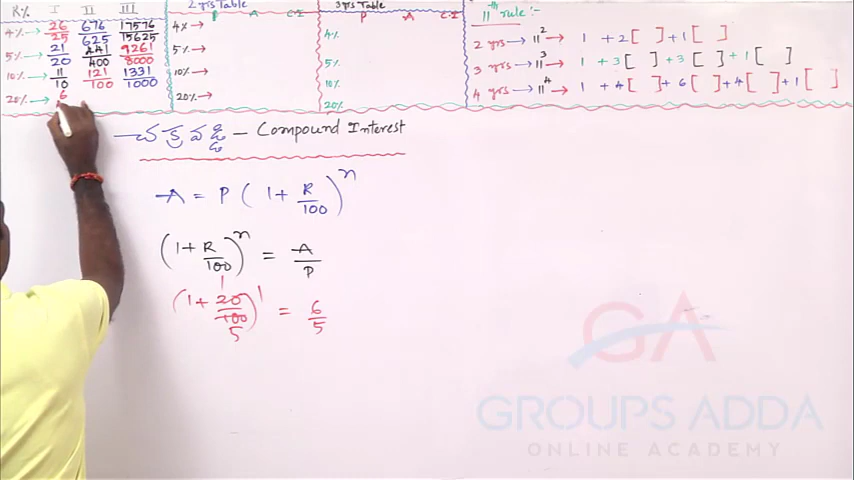 R% I II III
4% → 26/25 676/625 17576/15625
5% → 21/20 441/400 9261/8000
10% → 11/10 121/100 1331/1000
20% → 6
2 yrs Table
P A C.I
4% →
5% →
10% →
20% →
3 yrs Table
P A C.I
4%
5%
10%
20%
11th rule :-
2 yrs → 11² → 1 + 2[ ] + 1[ ]
3 yrs → 11³ → 1 + 3[ ] + 3[ ] + 1[ ]
4 yrs → 11⁴ → 1 + 4[ ] + 6[ ] + 4[ ] + 1[ ]
→ చక్రవడ్డీ – Compound Interest
A = P (1 + R/100)ⁿ
(1 + R/100)ⁿ = A/P
(1 + 20/100)¹ = 6/5
1
5
GA
GROUPS ADDA
ONLINE ACADEMY